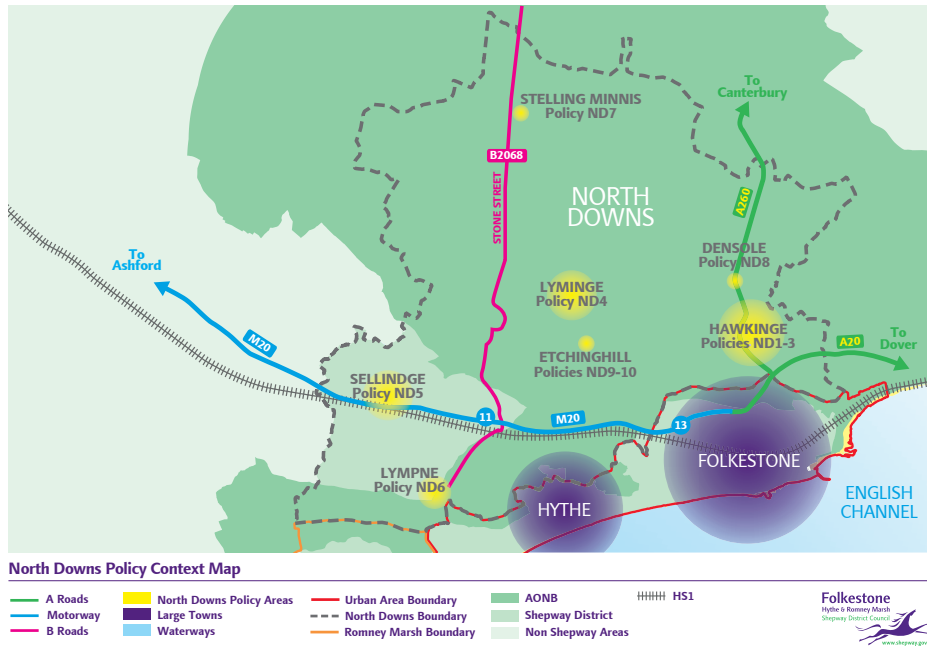 To
Canterbury
STELLING MINNIS
Policy ND7
B2068
STONE STREET
NORTH
DOWNS
A260
DENSOLE
Policy ND8
To
Ashford
LYMINGE
Policy ND4
M20
HAWKINGE
Policies ND1-3
A20
To
Dover
ETCHINGHILL
Policies ND9-10
SELLINDGE
Policy ND5
11
M20
13
FOLKESTONE
LYMPNE
Policy ND6
HYTHE
ENGLISH
CHANNEL
North Downs Policy Context Map
A Roads
Motorway
B Roads
North Downs Policy Areas
Large Towns
Waterways
Urban Area Boundary
North Downs Boundary
Romney Marsh Boundary
AONB
Shepway District
Non Shepway Areas
HS1
Folkestone
Hythe & Romney Marsh
Shepway District Council
www.shepway.gov